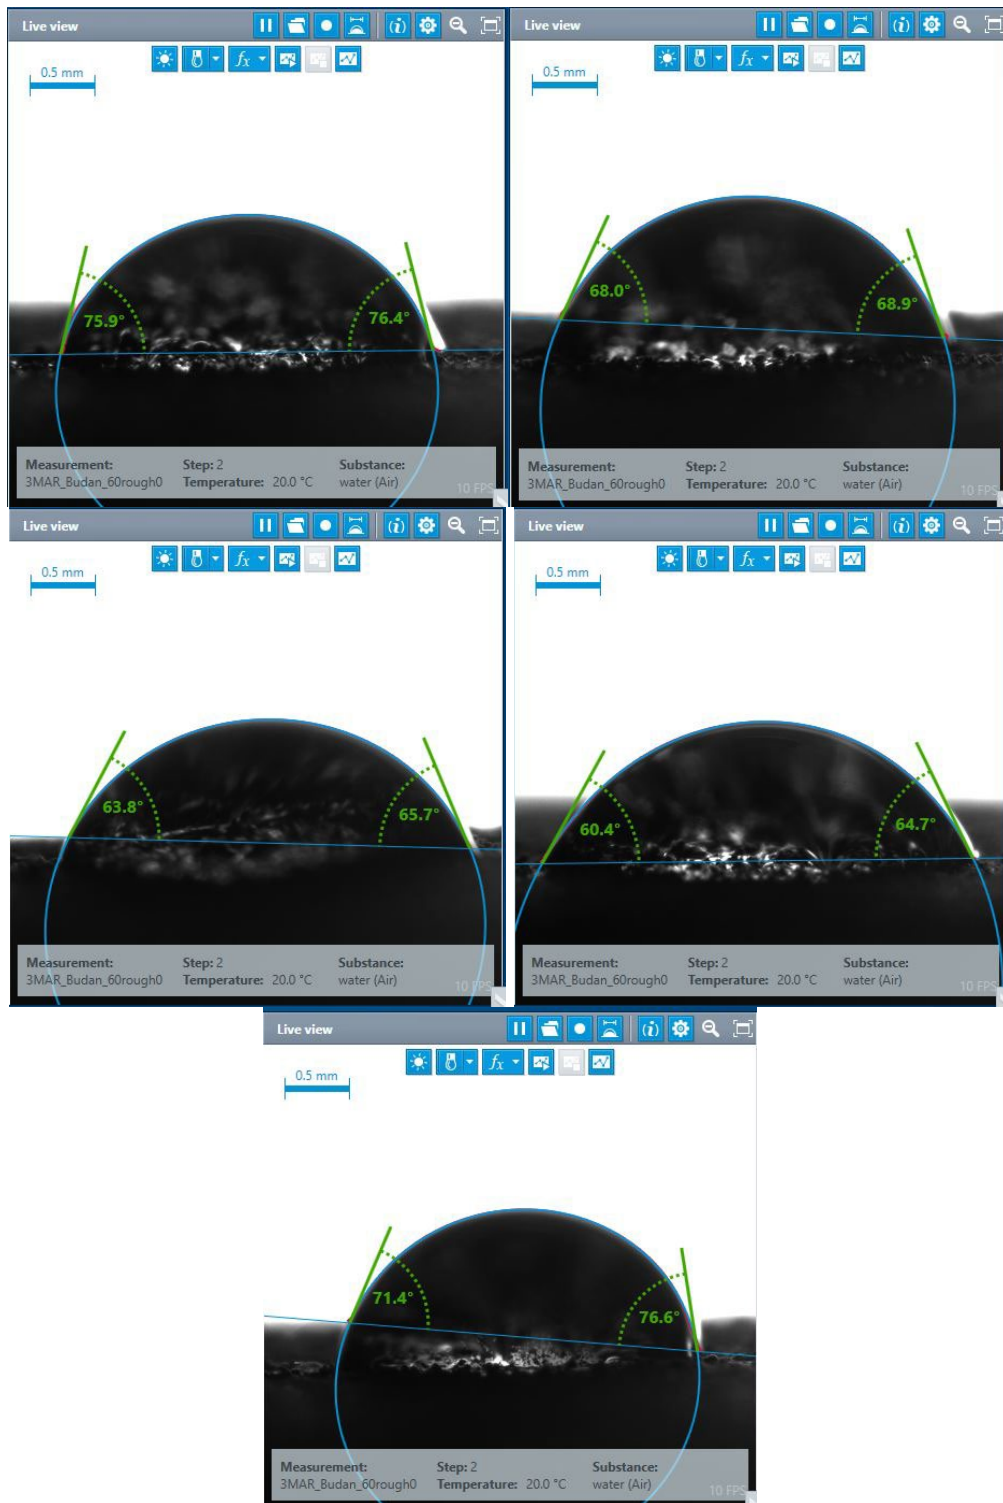 Live view
0.5 mm
75.9° 76.4°
Measurement: Step: 2 Substance:
3MAR_Budan_60rough0 Temperature: 20.0 °C water (Air)
10 FPS
Live view
0.5 mm
68.0° 68.9°
Measurement: Step: 2 Substance:
3MAR_Budan_60rough0 Temperature: 20.0 °C water (Air)
10 FPS
Live view
0.5 mm
63.8° 65.7°
Measurement: Step: 2 Substance:
3MAR_Budan_60rough0 Temperature: 20.0 °C water (Air)
10 FPS
Live view
0.5 mm
60.4° 64.7°
Measurement: Step: 2 Substance:
3MAR_Budan_60rough0 Temperature: 20.0 °C water (Air)
10 FPS
Live view
0.5 mm
71.4° 76.6°
Measurement: Step: 2 Substance:
3MAR_Budan_60rough0 Temperature: 20.0 °C water (Air)
10 FPS